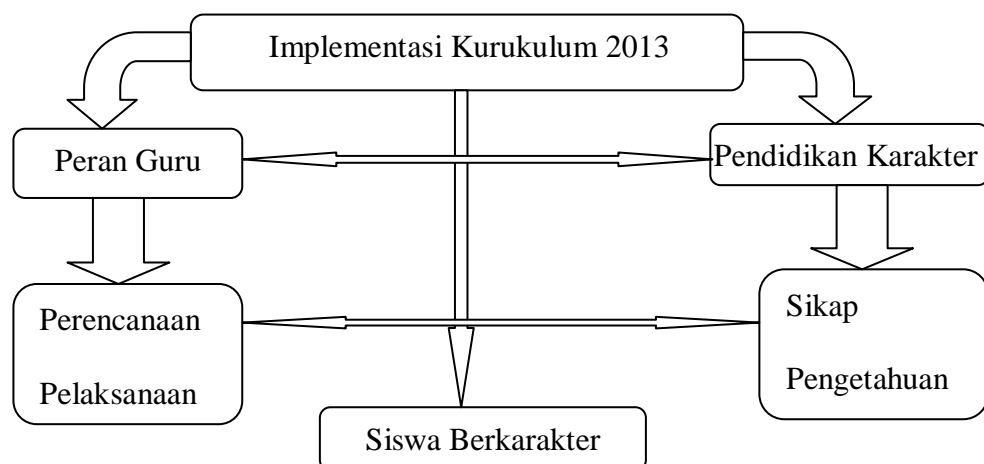 Implementasi Kurukulum 2013
Peran Guru
Pendidikan Karakter
Perencanaan
Pelaksanaan
Sikap
Pengetahuan
Siswa Berkarakter